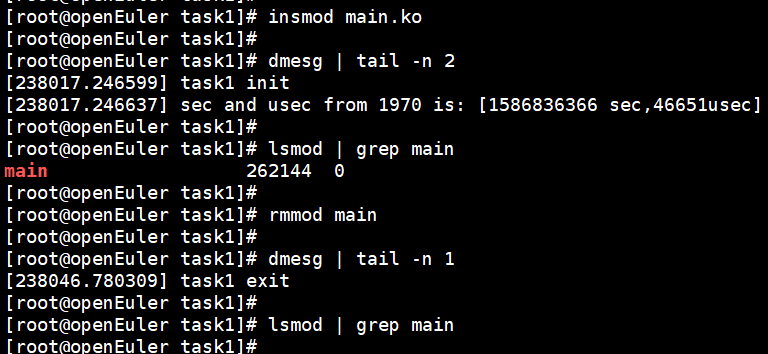 [root@openEuler task1]# insmod main.ko
[root@openEuler task1]#
[root@openEuler task1]# dmesg | tail -n 2
[238017.246599] task1 init
[238017.246637] sec and usec from 1970 is: [1586836366 sec,46651usec]
[root@openEuler task1]#
[root@openEuler task1]# lsmod | grep main
main                  262144  0
[root@openEuler task1]#
[root@openEuler task1]# rmmod main
[root@openEuler task1]#
[root@openEuler task1]# dmesg | tail -n 1
[238046.780309] task1 exit
[root@openEuler task1]#
[root@openEuler task1]# lsmod | grep main
[root@openEuler task1]#